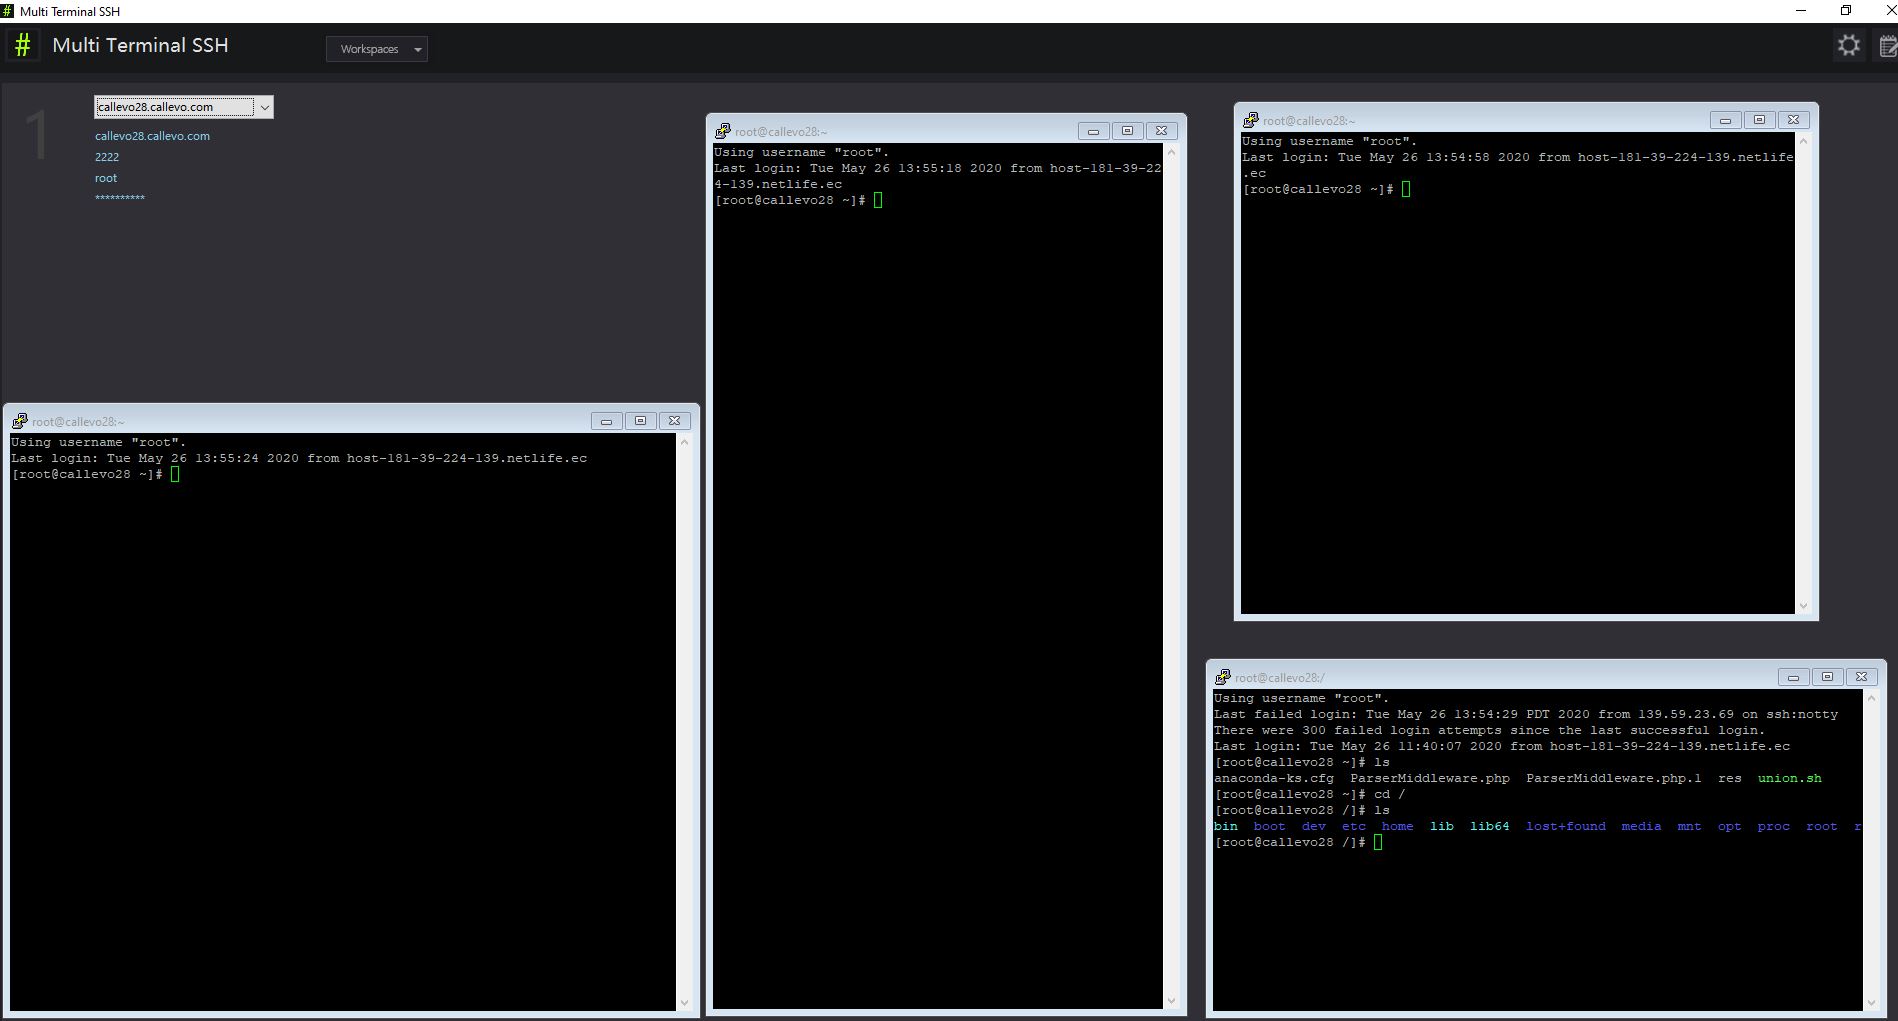 # Multi Terminal SSH
# Multi Terminal SSH Workspaces
1
callevo28.callevo.com
callevo28.callevo.com
2222
root
**********
root@callevo28:~
Using username "root".
Last login: Tue May 26 13:55:24 2020 from host-181-39-224-139.netlife.ec
[root@callevo28 ~]#
root@callevo28:~
Using username "root".
Last login: Tue May 26 13:55:18 2020 from host-181-39-22
4-139.netlife.ec
[root@callevo28 ~]#
root@callevo28:~
Using username "root".
Last login: Tue May 26 13:54:58 2020 from host-181-39-224-139.netlife
.ec
[root@callevo28 ~]#
root@callevo28:/
Using username "root".
Last failed login: Tue May 26 13:54:29 PDT 2020 from 139.59.23.69 on ssh:notty
There were 300 failed login attempts since the last successful login.
Last login: Tue May 26 11:40:07 2020 from host-181-39-224-139.netlife.ec
[root@callevo28 ~]# ls
anaconda-ks.cfg ParserMiddleware.php ParserMiddleware.php.1 res union.sh
[root@callevo28 ~]# cd /
[root@callevo28 /]# ls
bin boot dev etc home lib lib64 lost+found media mnt opt proc root r
[root@callevo28 /]#